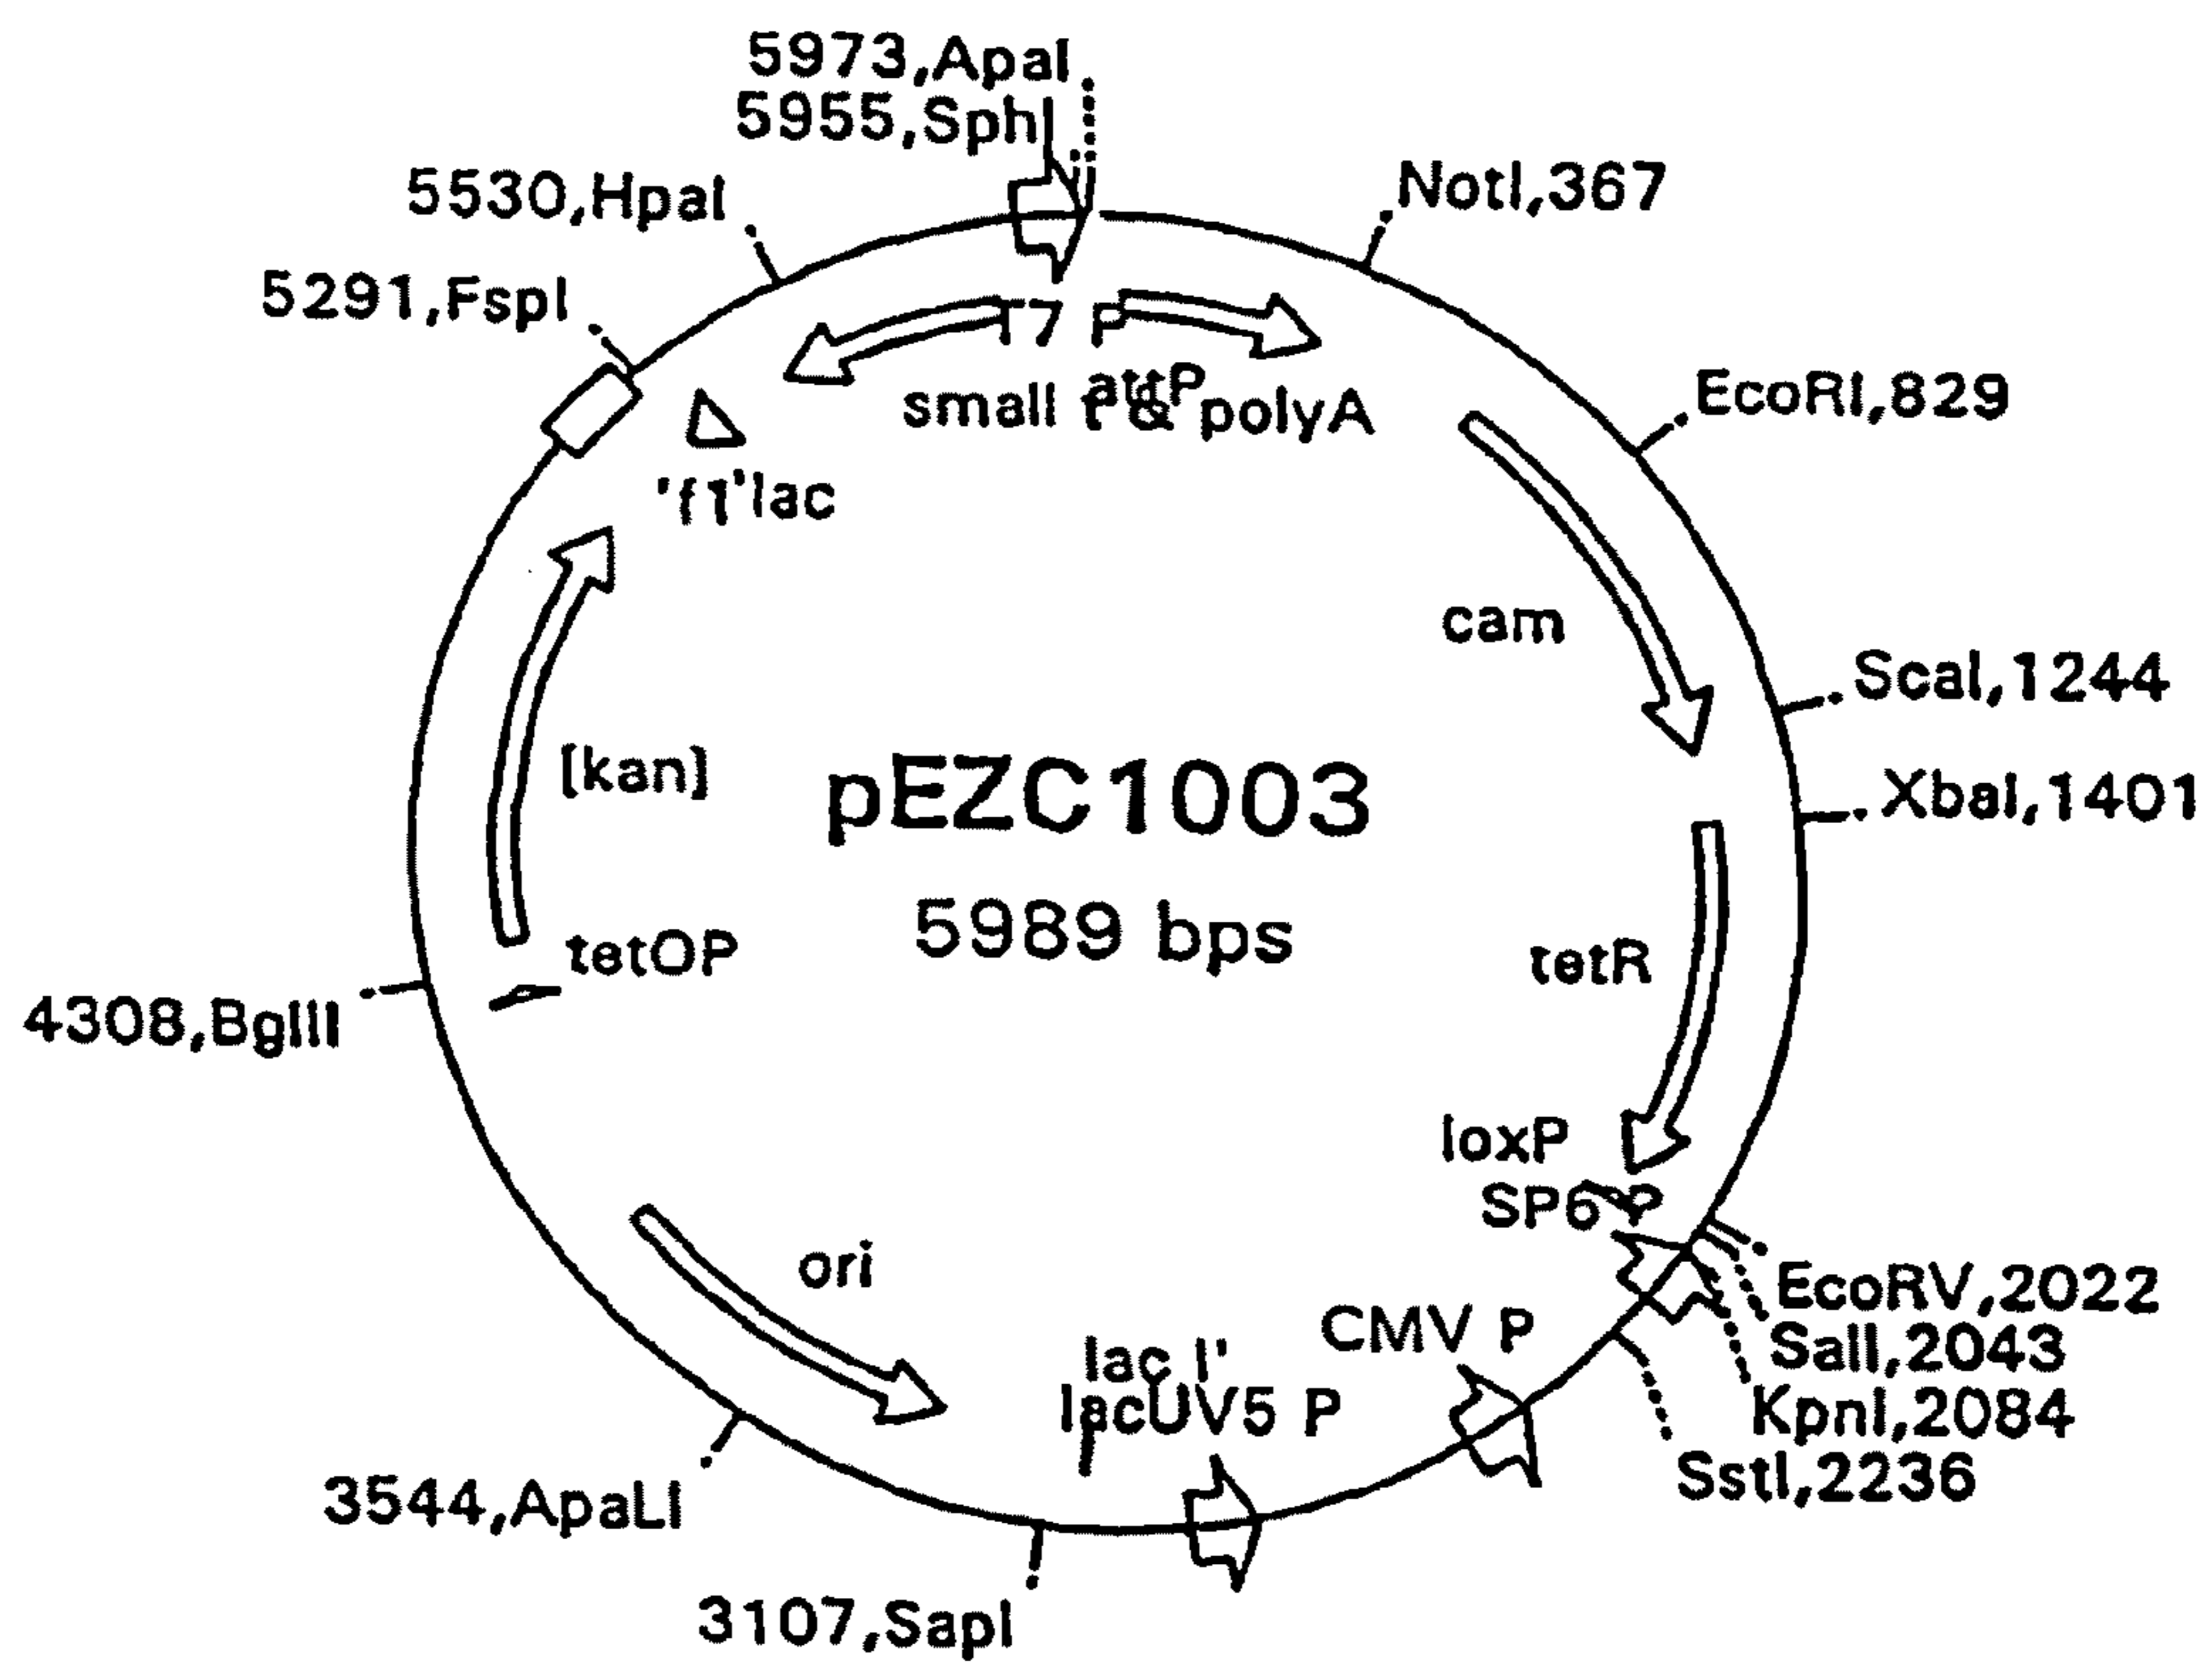 5973,ApaI
5955,SphI
5530,HpaI
NotI,367
5291,FspI
T7 P
attP
small t & polyA
EcoRI,829
'f1'lac
cam
ScaI,1244
[kan]
pEZC1003
XbaI,1401
5989 bps
tetOP
tetR
4308,BglII
loxP
SP6 P
ori
EcoRV,2022
CMV P
SalI,2043
lac I'
lacUV5 P
KpnI,2084
SstI,2236
3544,ApaLI
3107,SapI